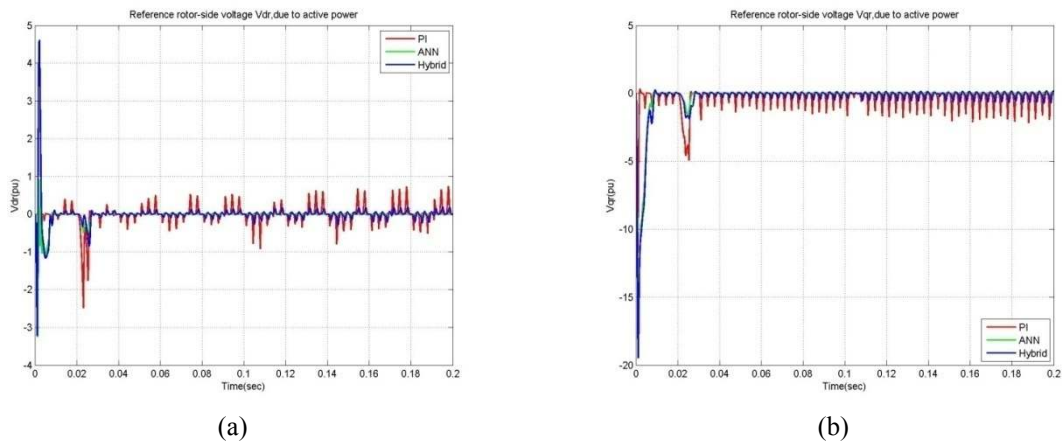 Reference rotor-side voltage Vdr,due to active power
5
4
3
2
1
0
-1
-2
-3
-4
Vdr(pu)
PI
ANN
Hybrid
0 0.02 0.04 0.06 0.08 0.1 0.12 0.14 0.16 0.18 0.2
Time(sec)
(a)
Reference rotor-side voltage Vqr,due to active power
5
0
-5
-10
-15
-20
Vqr(pu)
PI
ANN
Hybrid
0 0.02 0.04 0.06 0.08 0.1 0.12 0.14 0.16 0.18 0.2
Time(sec)
(b)